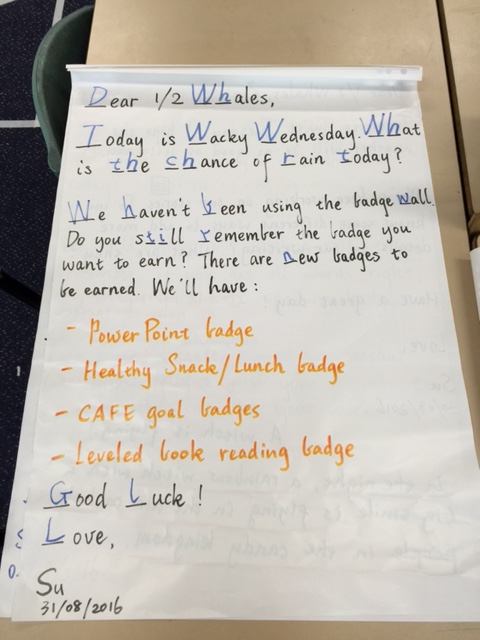 Dear 1/2 Whales,
Today is Wacky Wednesday. What
is the chance of rain today?
We haven't been using the badge wall.
Do you still remember the badge you
want to earn? There are new badges to
be earned. We'll have:
- PowerPoint badge
- Healthy Snack/Lunch badge
- CAFE goal badges
- Leveled book reading badge
Good Luck!
Love,
Su
31/08/2016